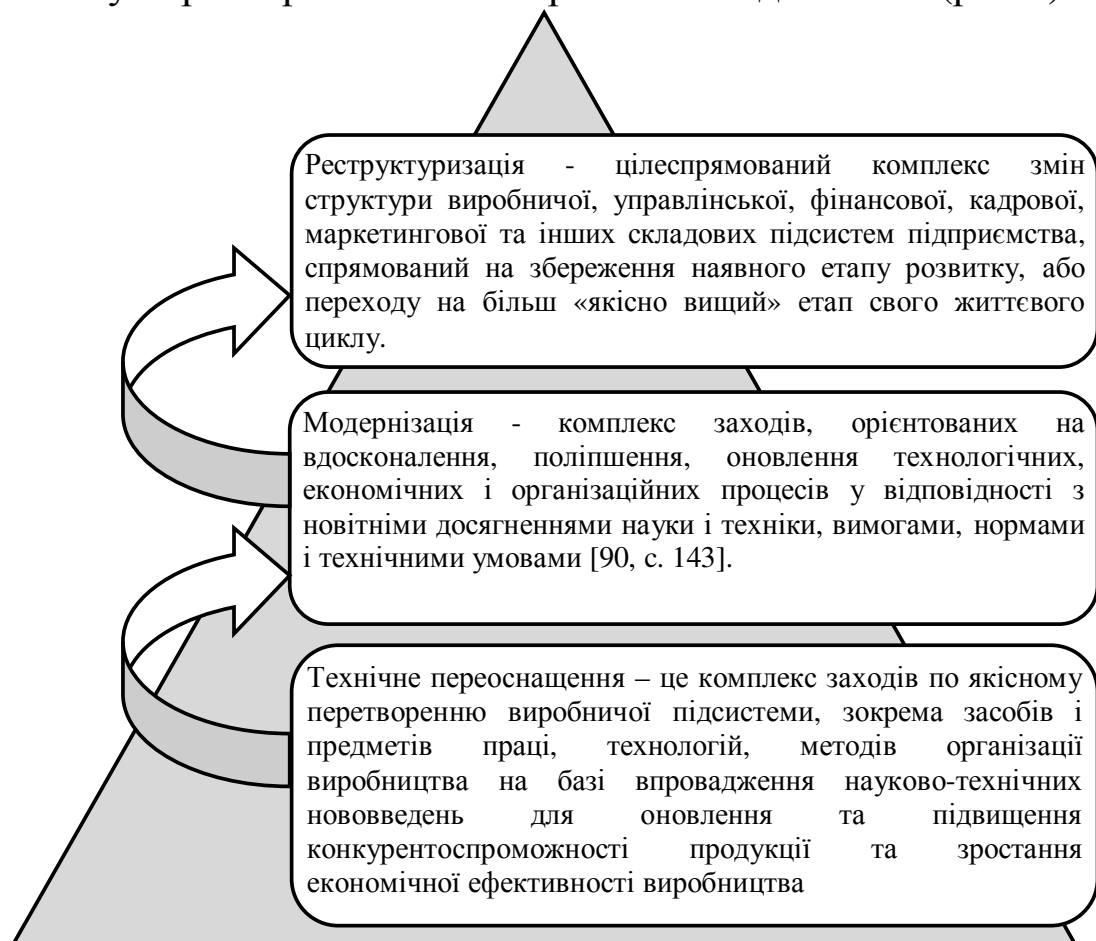 Реструктуризація - цілеспрямований комплекс змін
структури виробничої, управлінської, фінансової, кадрової,
маркетингової та інших складових підсистем підприємства,
спрямований на збереження наявного етапу розвитку, або
переходу на більш «якісно вищий» етап свого життєвого
циклу.
Модернізація - комплекс заходів, орієнтованих на
вдосконалення, поліпшення, оновлення технологічних,
економічних і організаційних процесів у відповідності з
новітніми досягненнями науки і техніки, вимогами, нормами
і технічними умовами [90, с. 143].
Технічне переоснащення – це комплекс заходів по якісному
перетворенню виробничої підсистеми, зокрема засобів і
предметів праці, технологій, методів організації
виробництва на базі впровадження науково-технічних
нововведень для оновлення та підвищення
конкурентоспроможності продукції та зростання
економічної ефективності виробництва